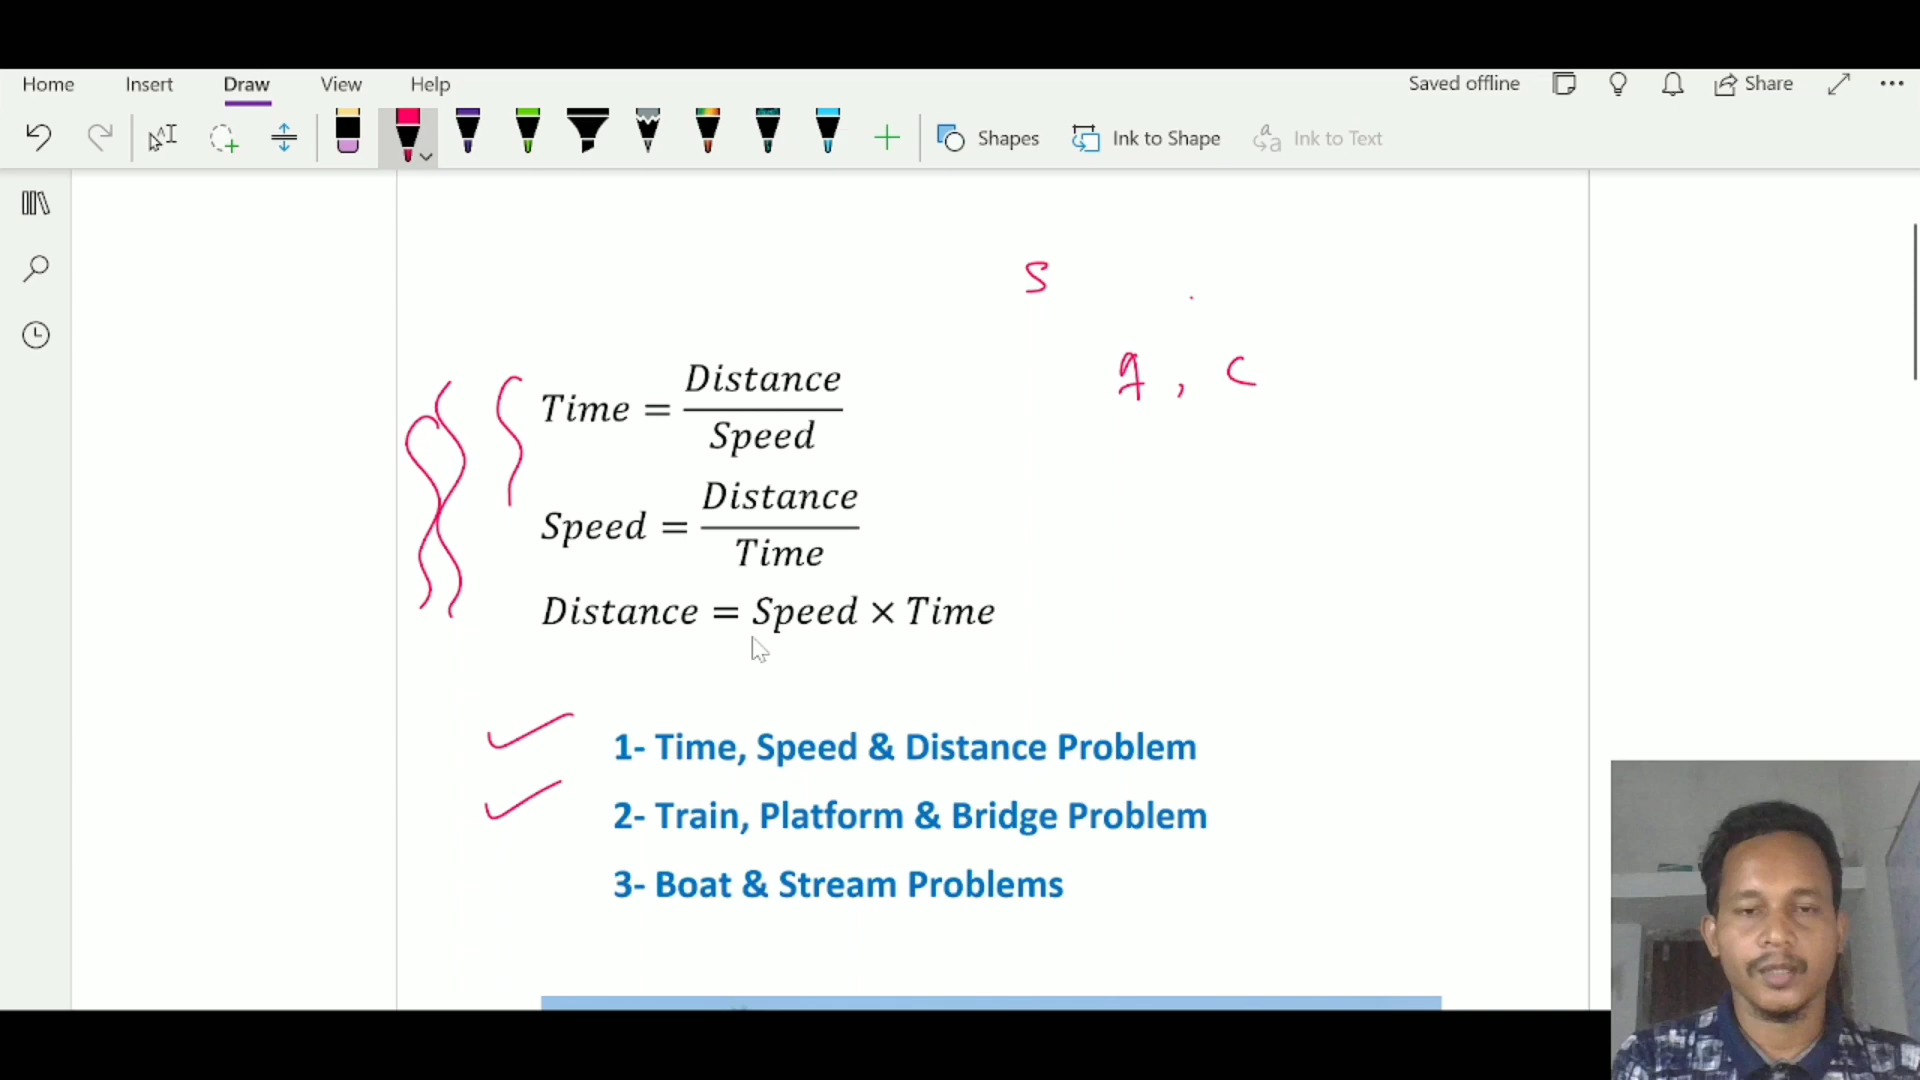 Home Insert Draw View Help Saved offline Share
Shapes Ink to Shape Ink to Text
s
, c
Time = Distance / Speed
Speed = Distance / Time
Distance = Speed × Time
1- Time, Speed & Distance Problem
2- Train, Platform & Bridge Problem
3- Boat & Stream Problems